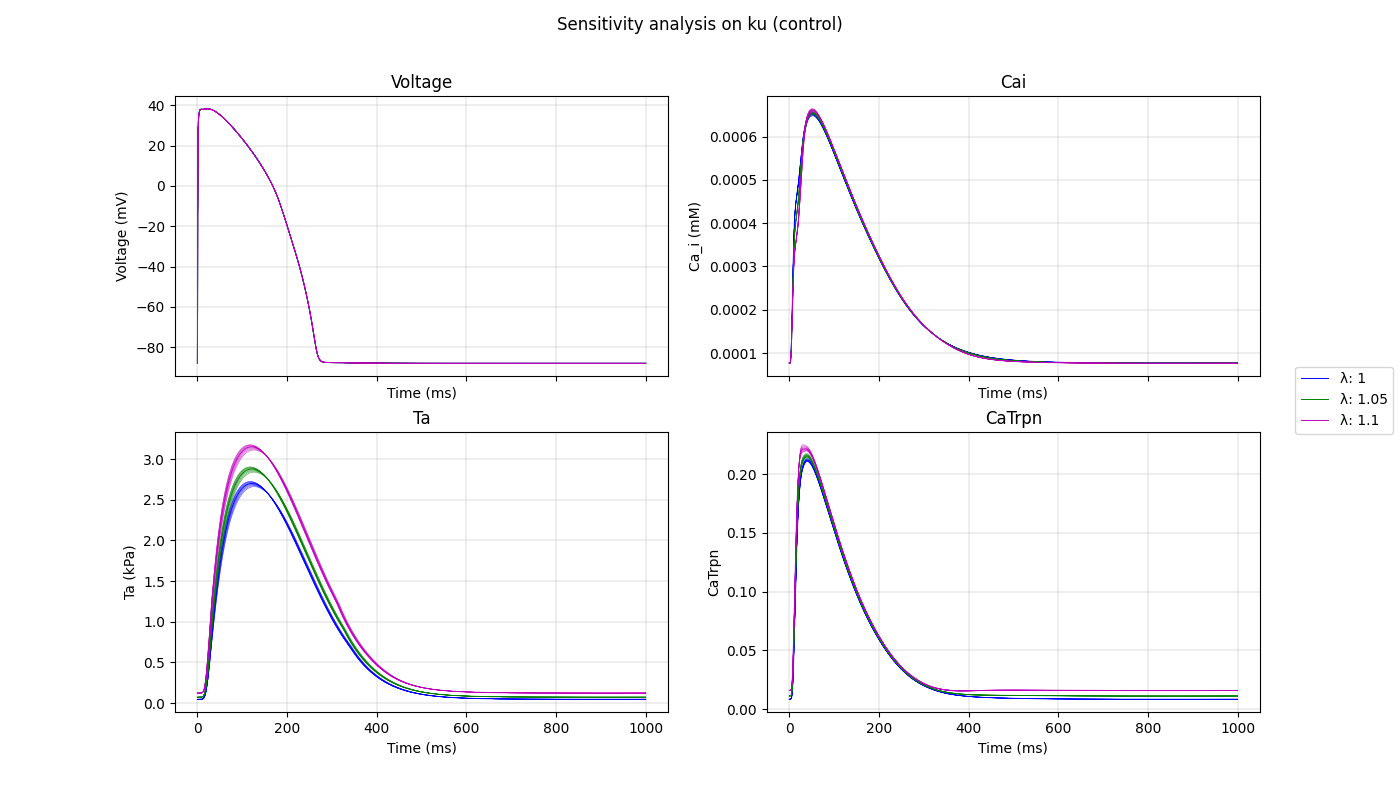 Sensitivity analysis on ku (control)
Voltage
Voltage (mV)
40
20
0
−20
−40
−60
−80
Time (ms)
Cai
Ca_i (mM)
0.0006
0.0005
0.0004
0.0003
0.0002
0.0001
Time (ms)
λ: 1
λ: 1.05
λ: 1.1
Ta
Ta (kPa)
3.0
2.5
2.0
1.5
1.0
0.5
0.0
0 200 400 600 800 1000
Time (ms)
CaTrpn
CaTrpn
0.20
0.15
0.10
0.05
0.00
0 200 400 600 800 1000
Time (ms)